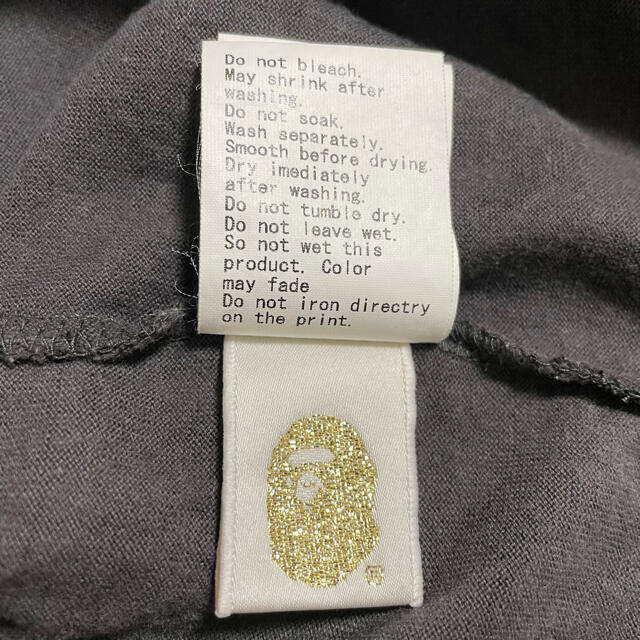 Do not bleach.
May shrink after
washing.
Do not soak.
Wash separately.
Smooth before drying.
Dry imediately
after washing.
Do not tumble dry.
Do not leave wet.
So not wet this
product. Color
may fade
Do not iron directry
on the print.